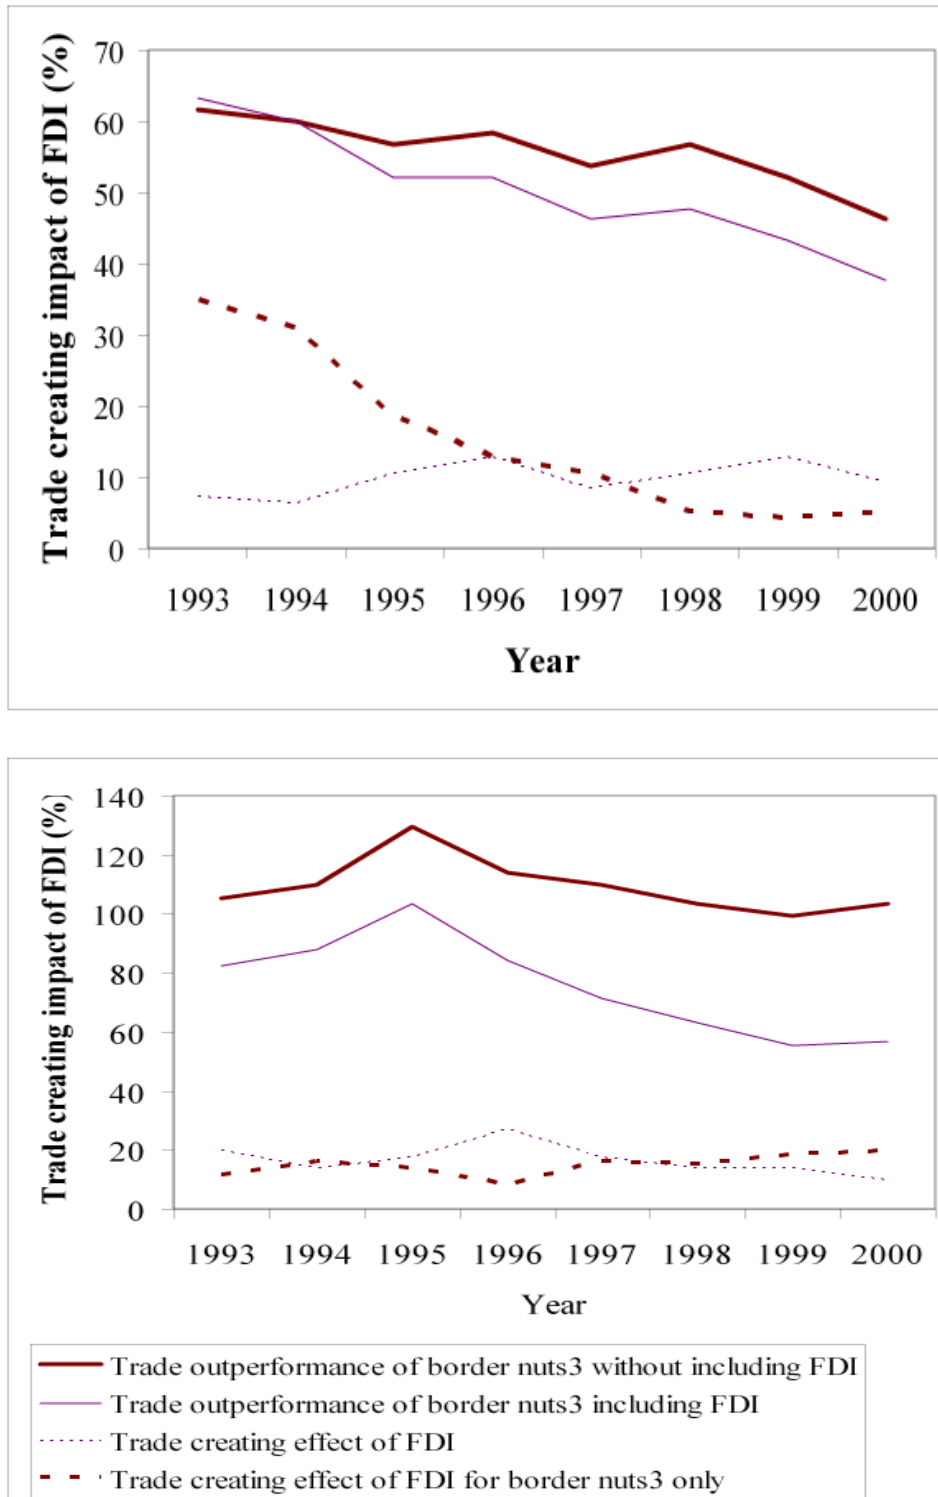 Trade creating impact of FDI (%)
70
60
50
40
30
20
10
0
1993 1994 1995 1996 1997 1998 1999 2000
Year
Trade creating impact of FDI (%)
140
120
100
80
60
40
20
0
1993 1994 1995 1996 1997 1998 1999 2000
Year
Trade outperformance of border nuts3 without including FDI
Trade outperformance of border nuts3 including FDI
Trade creating effect of FDI
Trade creating effect of FDI for border nuts3 only